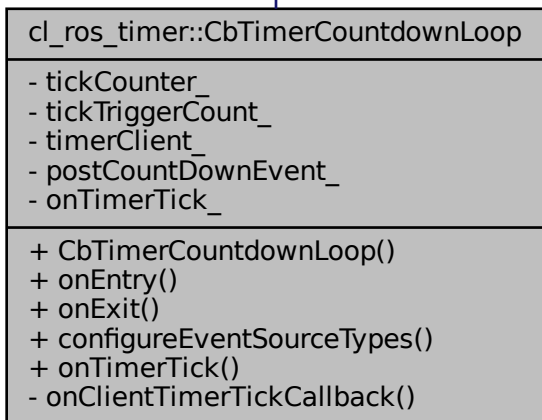 cl_ros_timer::CbTimerCountdownLoop
- tickCounter_
- tickTriggerCount_
- timerClient_
- postCountDownEvent_
- onTimerTick_
+ CbTimerCountdownLoop()
+ onEntry()
+ onExit()
+ configureEventSourceTypes()
+ onTimerTick()
- onClientTimerTickCallback()